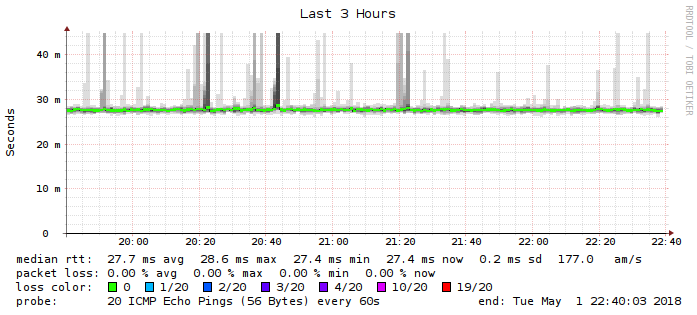 Last 3 Hours
RRDTOOL / TOBI OETIKER
Seconds
40 m
30 m
20 m
10 m
0
20:00 20:20 20:40 21:00 21:20 21:40 22:00 22:20 22:40
median rtt: 27.7 ms avg 28.6 ms max 27.4 ms min 27.4 ms now 0.2 ms sd 177.0 am/s
packet loss: 0.00 % avg 0.00 % max 0.00 % min 0.00 % now
loss color: 0 1/20 2/20 3/20 4/20 10/20 19/20
probe: 20 ICMP Echo Pings (56 Bytes) every 60s end: Tue May 1 22:40:03 2018